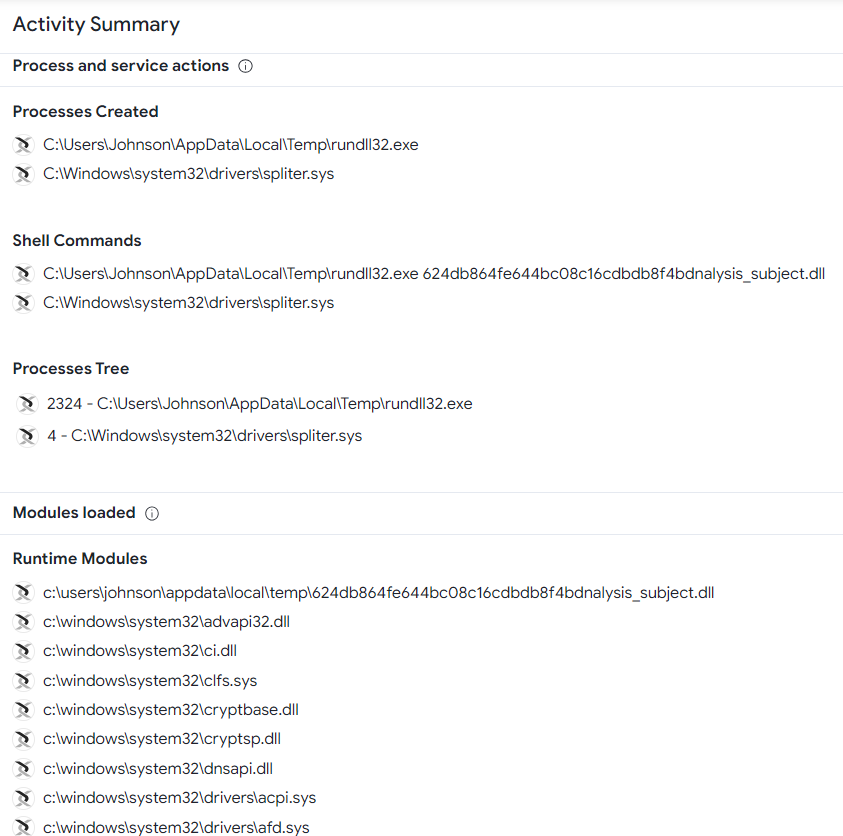 Activity Summary
Process and service actions
Processes Created
C:\Users\Johnson\AppData\Local\Temp\rundll32.exe
C:\Windows\system32\drivers\spliter.sys
Shell Commands
C:\Users\Johnson\AppData\Local\Temp\rundll32.exe 624db864fe644bc08c16cdbdb8f4bdnalysis_subject.dll
C:\Windows\system32\drivers\spliter.sys
Processes Tree
2324 - C:\Users\Johnson\AppData\Local\Temp\rundll32.exe
4 - C:\Windows\system32\drivers\spliter.sys
Modules loaded
Runtime Modules
c:\users\johnson\appdata\local\temp\624db864fe644bc08c16cdbdb8f4bdnalysis_subject.dll
c:\windows\system32\advapi32.dll
c:\windows\system32\ci.dll
c:\windows\system32\clfs.sys
c:\windows\system32\cryptbase.dll
c:\windows\system32\cryptsp.dll
c:\windows\system32\dnsapi.dll
c:\windows\system32\drivers\acpi.sys
c:\windows\system32\drivers\afd.sys